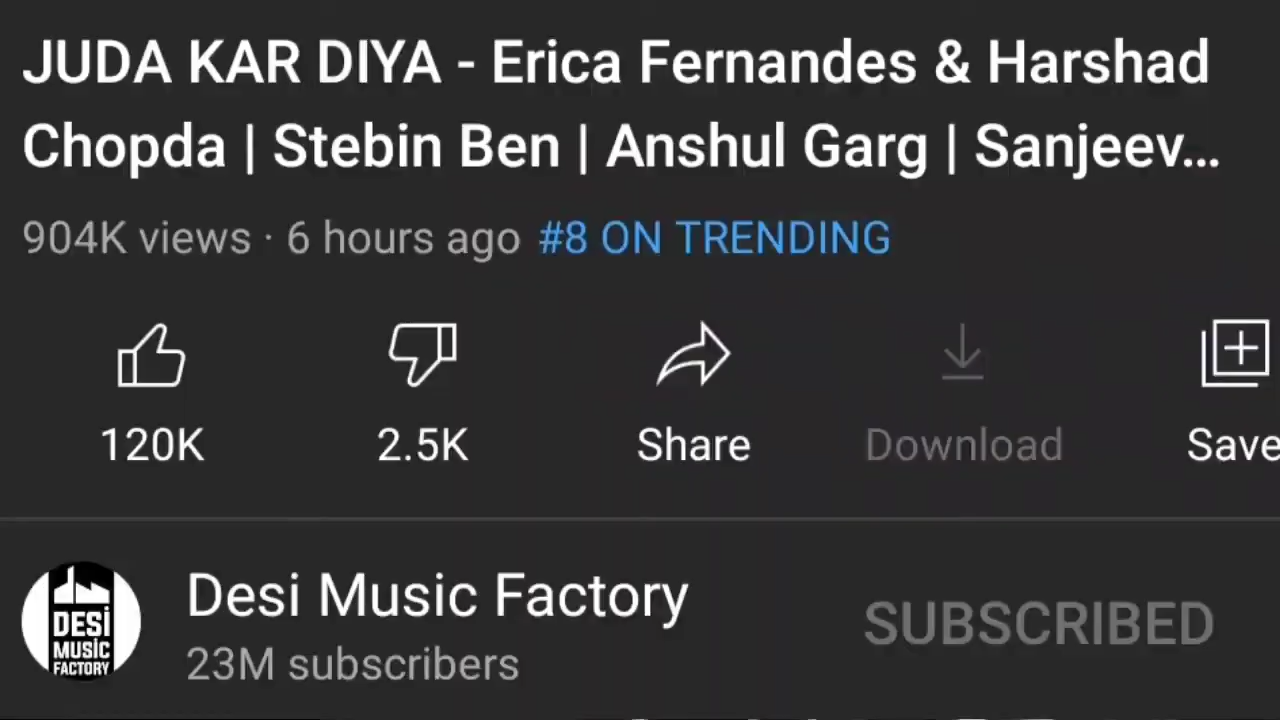 JUDA KAR DIYA - Erica Fernandes & Harshad
Chopda | Stebin Ben | Anshul Garg | Sanjeev...
904K views · 6 hours ago #8 ON TRENDING
120K 2.5K Share Download Save
DESi
MUSiC
FACTORY
Desi Music Factory
SUBSCRIBED
23M subscribers